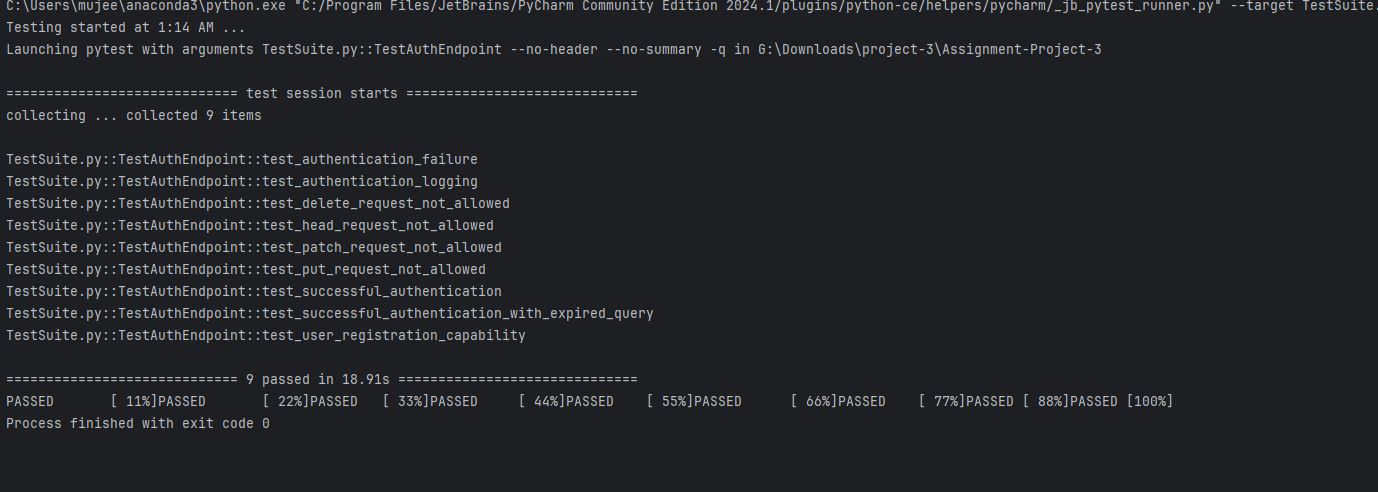 C:\Users\mujee\anaconda3\python.exe "C:/Program Files/JetBrains/PyCharm Community Edition 2024.1/plugins/python-ce/helpers/pycharm/_jb_pytest_runner.py" --target TestSuite.
Testing started at 1:14 AM ...
Launching pytest with arguments TestSuite.py::TestAuthEndpoint --no-header --no-summary -q in G:\Downloads\project-3\Assignment-Project-3
============================= test session starts =============================
collecting ... collected 9 items
TestSuite.py::TestAuthEndpoint::test_authentication_failure
TestSuite.py::TestAuthEndpoint::test_authentication_logging
TestSuite.py::TestAuthEndpoint::test_delete_request_not_allowed
TestSuite.py::TestAuthEndpoint::test_head_request_not_allowed
TestSuite.py::TestAuthEndpoint::test_patch_request_not_allowed
TestSuite.py::TestAuthEndpoint::test_put_request_not_allowed
TestSuite.py::TestAuthEndpoint::test_successful_authentication
TestSuite.py::TestAuthEndpoint::test_successful_authentication_with_expired_query
TestSuite.py::TestAuthEndpoint::test_user_registration_capability
============================= 9 passed in 18.91s ==============================
PASSED [ 11%]PASSED [ 22%]PASSED [ 33%]PASSED [ 44%]PASSED [ 55%]PASSED [ 66%]PASSED [ 77%]PASSED [ 88%]PASSED [100%]
Process finished with exit code 0